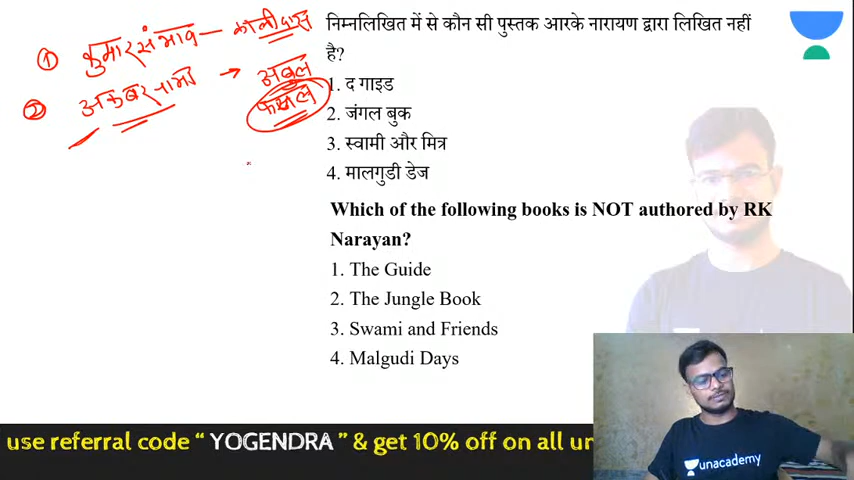 ① कुमारसंभाव — कालीदास
② अकबरनामा → अबुल
फजल
निम्नलिखित में से कौन सी पुस्तक आरके नारायण द्वारा लिखित नहीं
है?
1. द गाइड
2. जंगल बुक
3. स्वामी और मित्र
4. मालगुडी डेज
Which of the following books is NOT authored by RK
Narayan?
1. The Guide
2. The Jungle Book
3. Swami and Friends
4. Malgudi Days
unacademy
use referral code “ YOGENDRA ” & get 10% off on all un